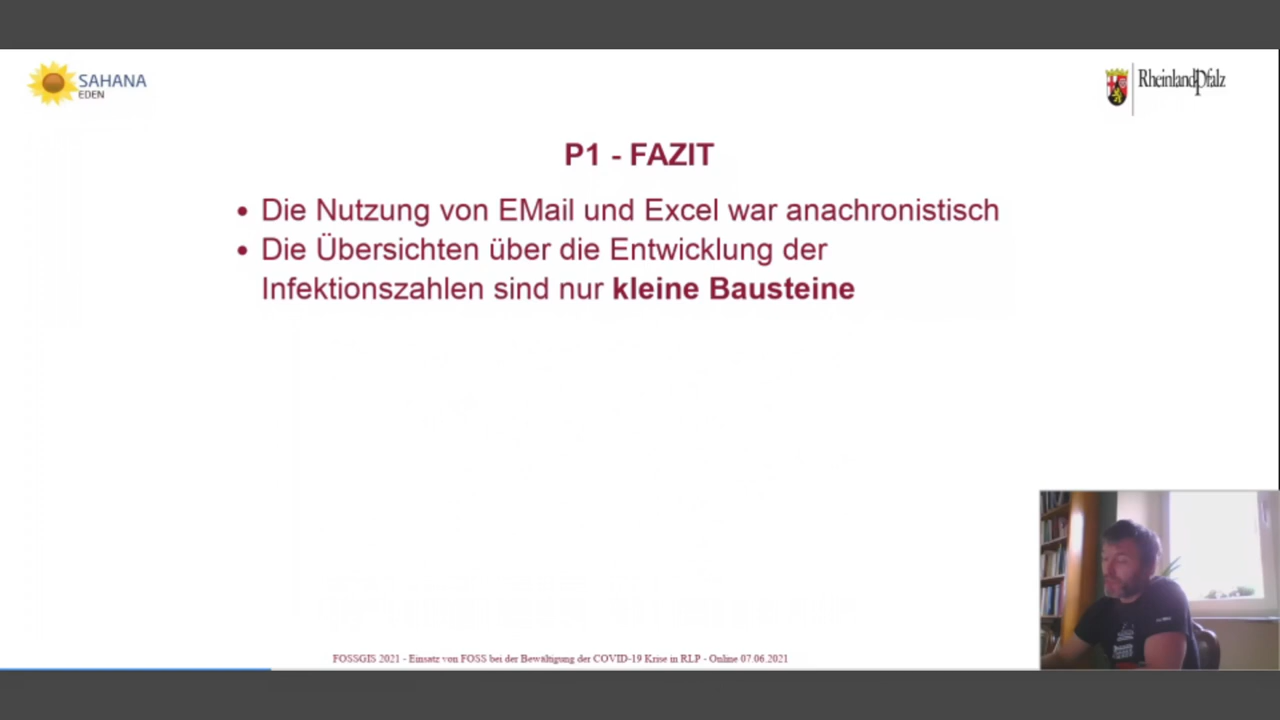 SAHANA
EDEN
RheinlandPfalz
P1 - FAZIT
• Die Nutzung von EMail und Excel war anachronistisch
• Die Übersichten über die Entwicklung der
Infektionszahlen sind nur kleine Bausteine
FOSSGIS 2021 - Einsatz von FOSS bei der Bewältigung der COVID-19 Krise in RLP - Online 07.06.2021